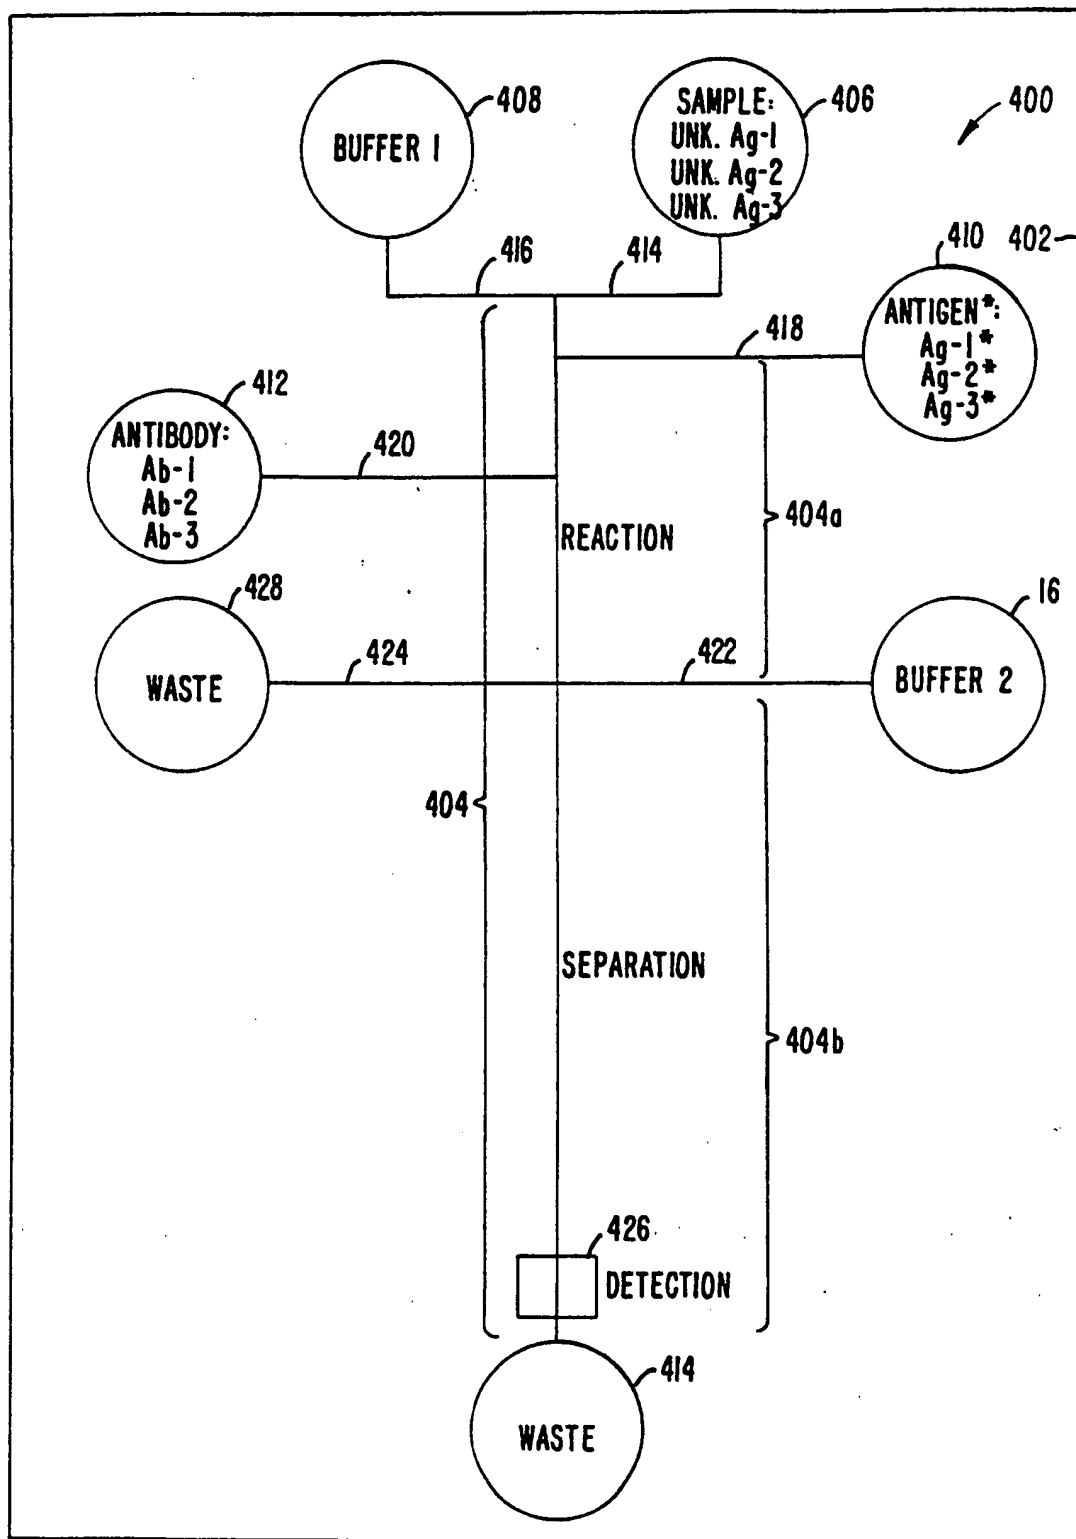 408
BUFFER 1
SAMPLE:
UNK. Ag-1
UNK. Ag-2
UNK. Ag-3
406
400
416
414
410
402
ANTIGEN*:
Ag-1*
Ag-2*
Ag-3*
418
412
ANTIBODY:
Ab-1
Ab-2
Ab-3
420
REACTION
404a
428
WASTE
424
422
16
BUFFER 2
404
SEPARATION
404b
426
DETECTION
414
WASTE